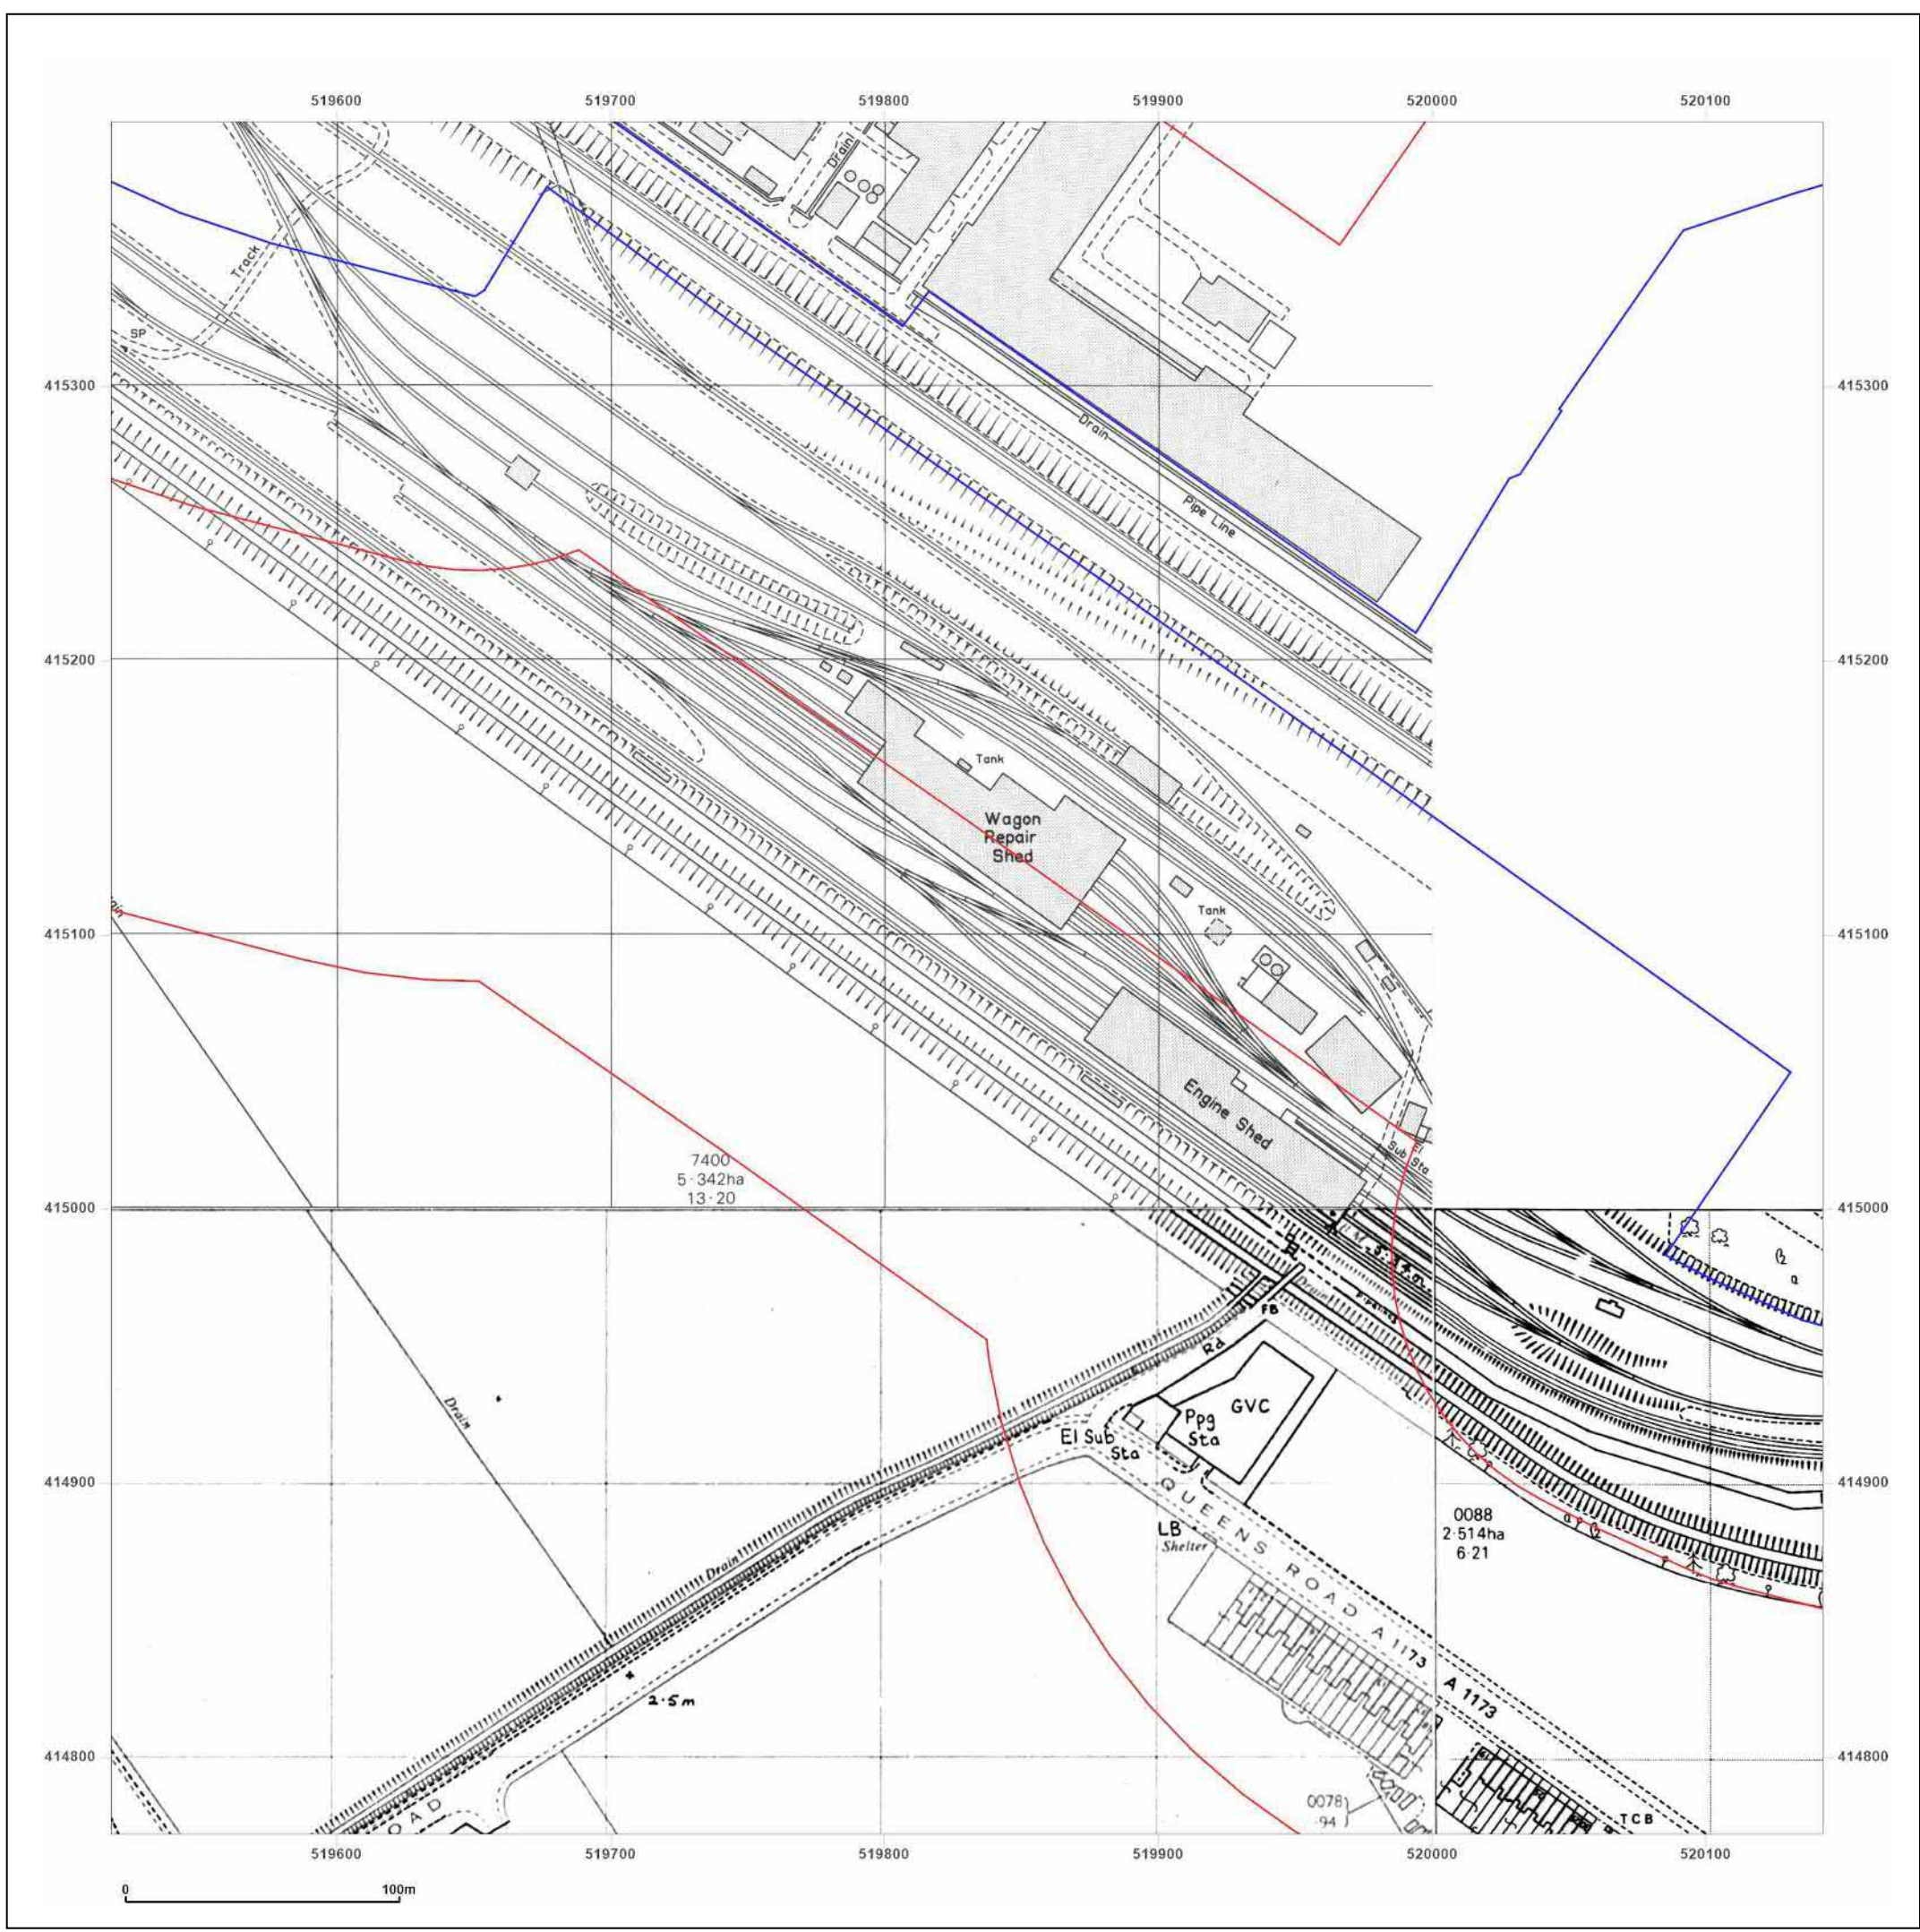 519600 519700 519800 519900 520000 520100
Drain
Track
SP
415300 415300
Drain
Pipe Line
415200 415200
Tank
Wagon
Repair
Shed
Tank
415100 415100
Engine Shed
El
Sub Sta
7400
5·342ha
13·20
415000 415000
Drain
FB
Rd
GVC
Ppg
Sta
El Sub
Sta
Drain
414900 414900
QUEENS ROAD A 1173
LB
Shelter
0088
2·514ha
6·21
Drain
A 1173
2·5m
414800 414800
0078
·94
TCB
OAD
519600 519700 519800 519900 520000 520100
0 100m